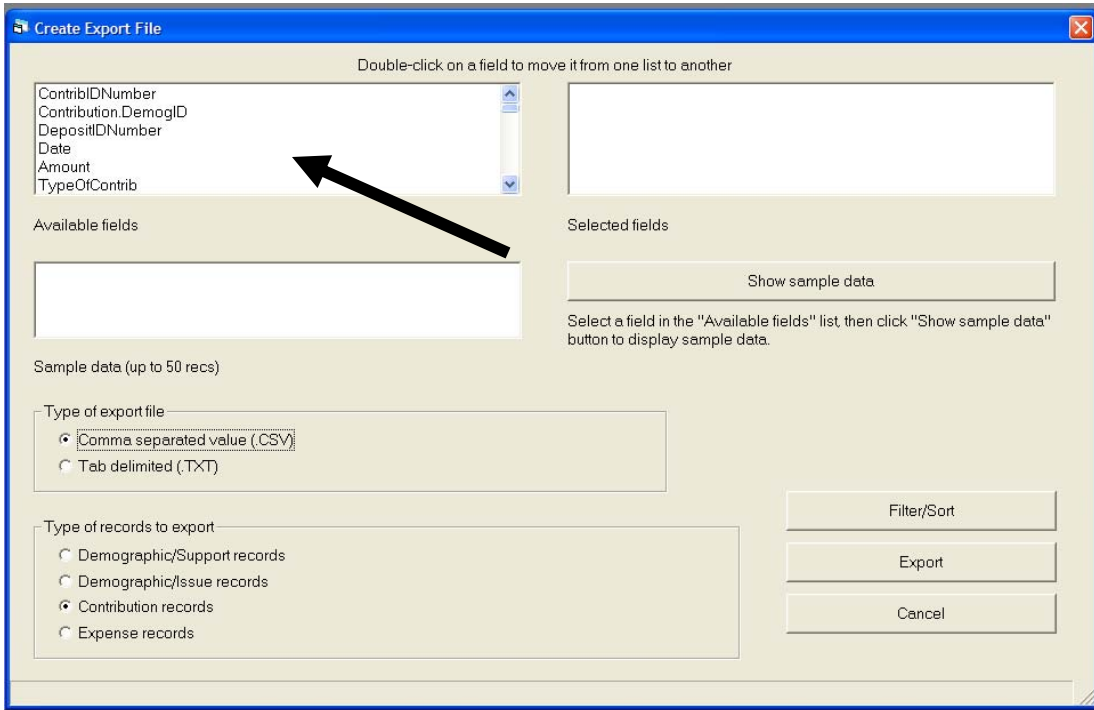 Create Export File
Double-click on a field to move it from one list to another
ContribIDNumber
Contribution.DemogID
DepositIDNumber
Date
Amount
TypeOfContrib
Available fields
Selected fields
Show sample data
Select a field in the "Available fields" list, then click "Show sample data"
button to display sample data.
Sample data (up to 50 recs)
Type of export file
Comma separated value (.CSV)
Tab delimited (.TXT)
Type of records to export
Demographic/Support records
Demographic/Issue records
Contribution records
Expense records
Filter/Sort
Export
Cancel